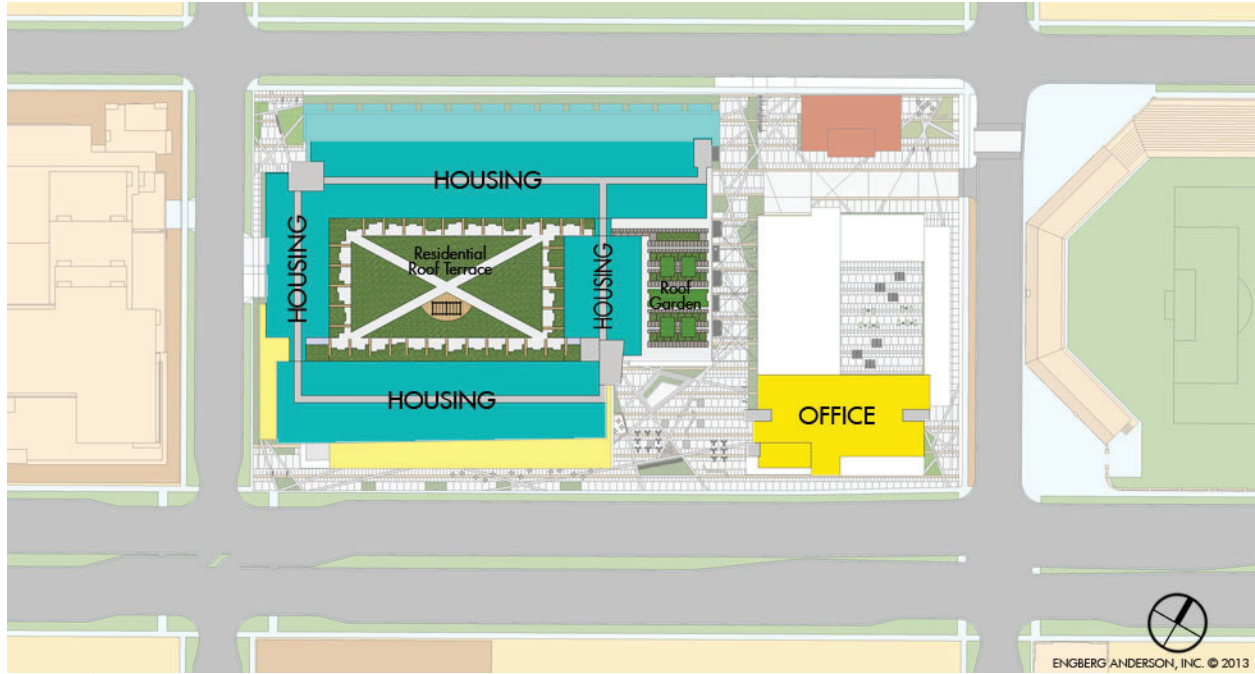 HOUSING
HOUSING
Residential
Roof Terrace
HOUSING
Roof
Garden
HOUSING
OFFICE
ENGBERG ANDERSON, INC. © 2013